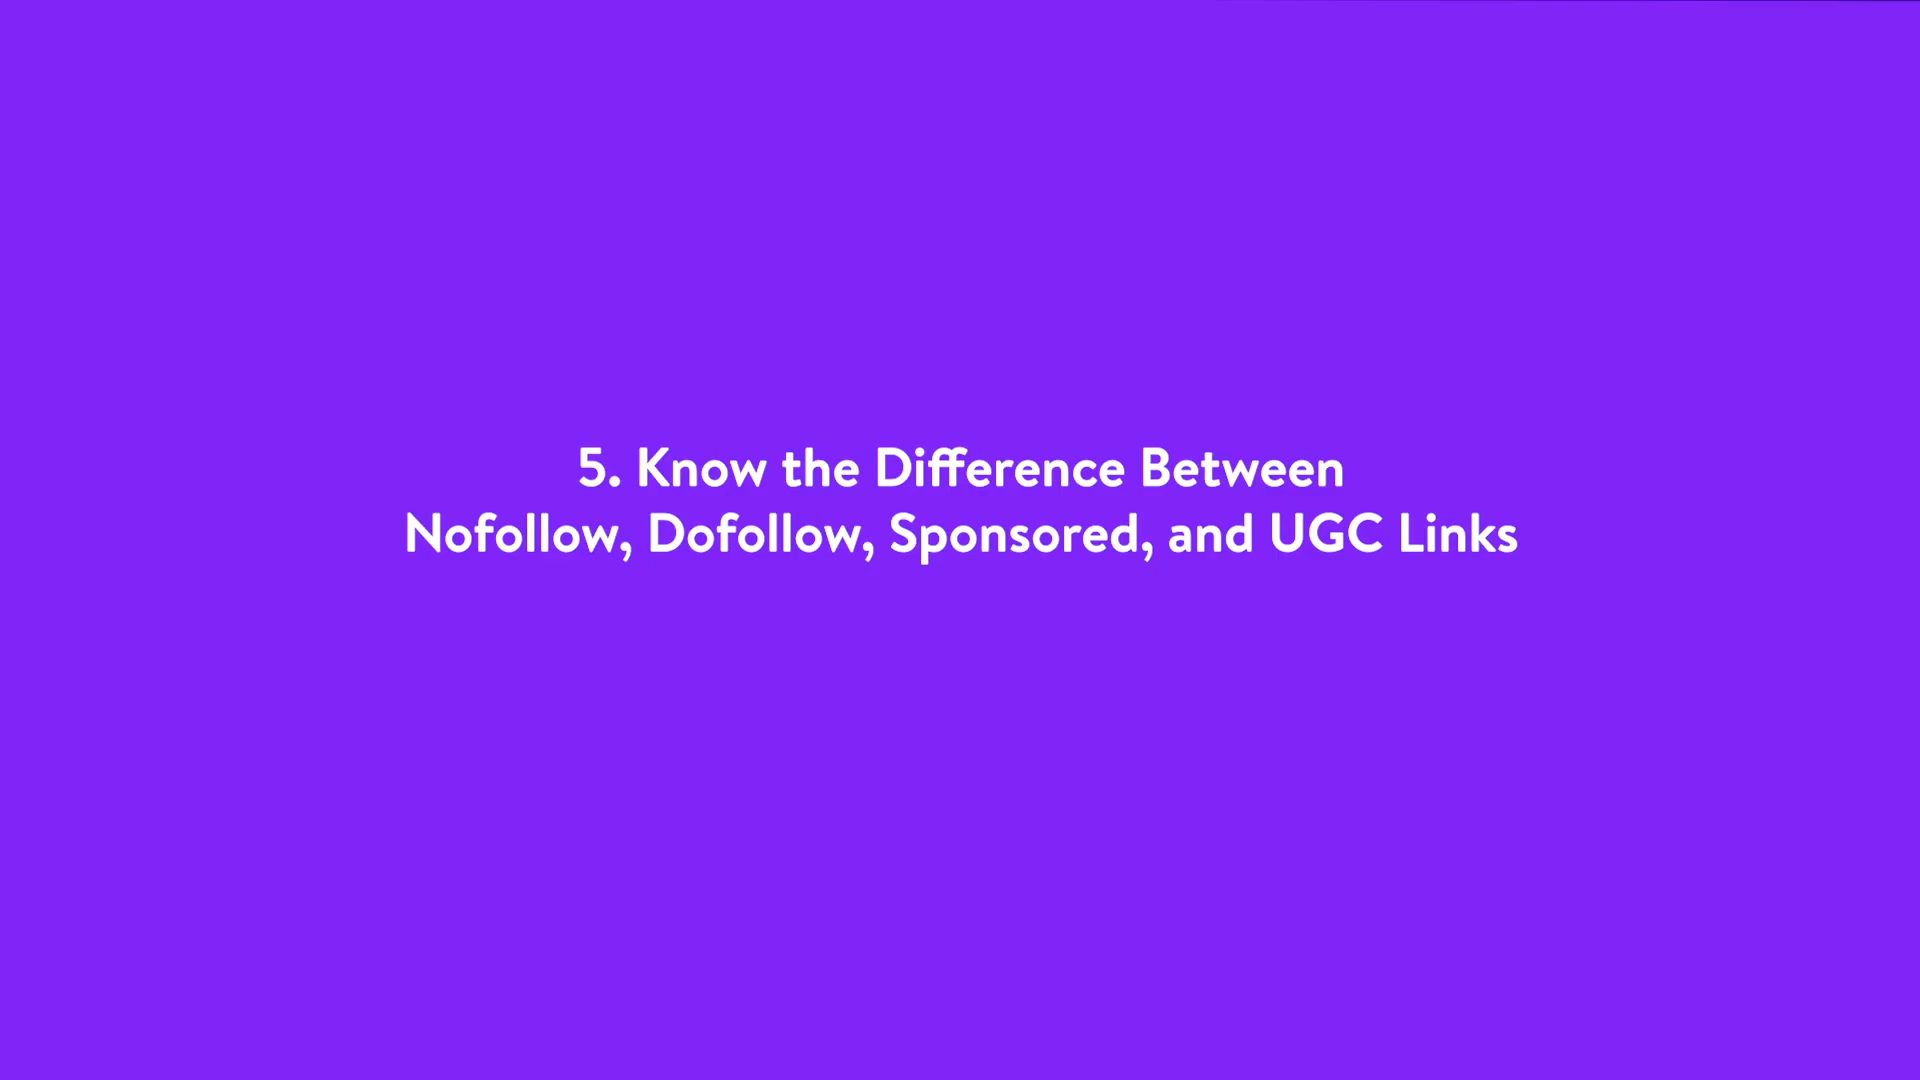 5. Know the Difference Between
Nofollow, Dofollow, Sponsored, and UGC Links